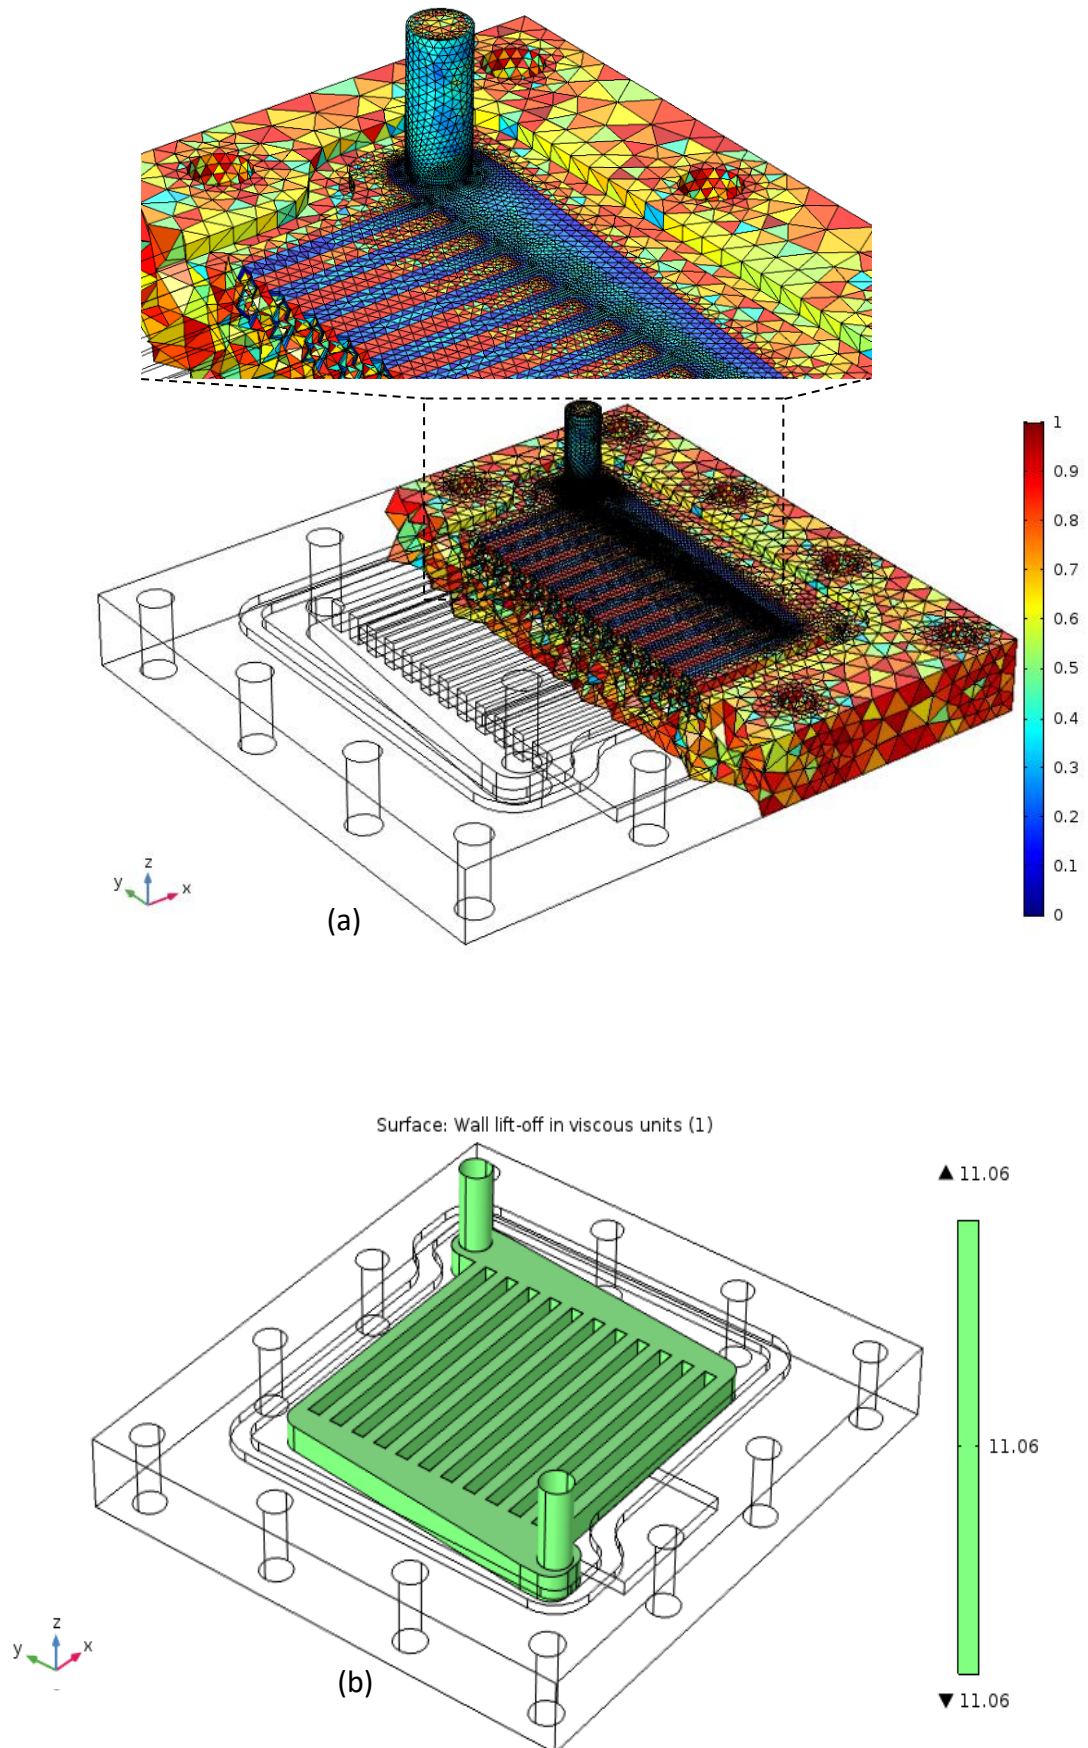 1
0.9
0.8
0.7
0.6
0.5
0.4
0.3
0.2
0.1
0
y z x
(a)
Surface: Wall lift-off in viscous units (1)
▲ 11.06
11.06
▼ 11.06
y z x
(b)